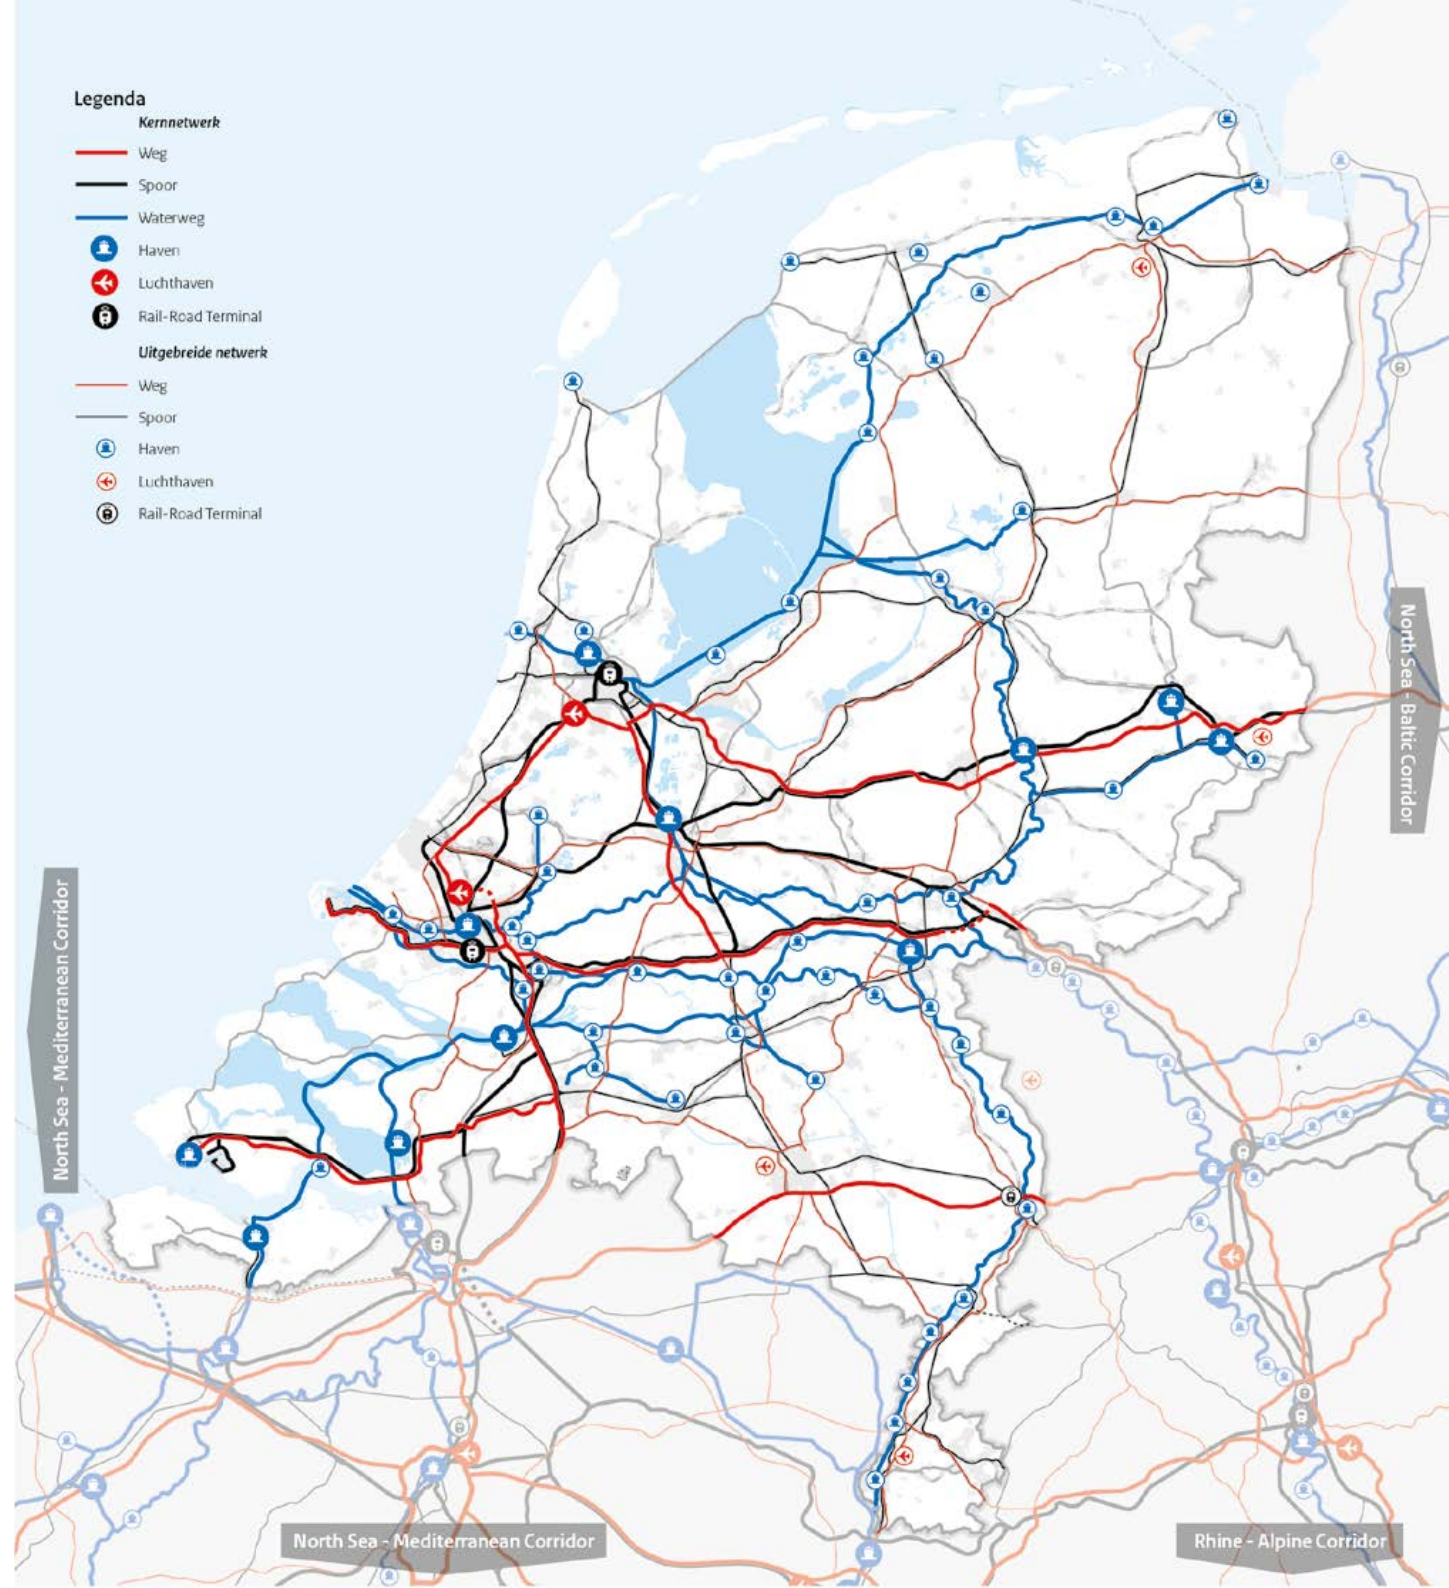 Legenda
Kernnetwerk
Weg
Spoor
Waterweg
Haven
Luchthaven
Rail-Road Terminal
Uitgebreide netwerk
Weg
Spoor
Haven
Luchthaven
Rail-Road Terminal
North Sea - Baltic Corridor
North Sea - Mediterranean Corridor
North Sea - Mediterranean Corridor
Rhine - Alpine Corridor